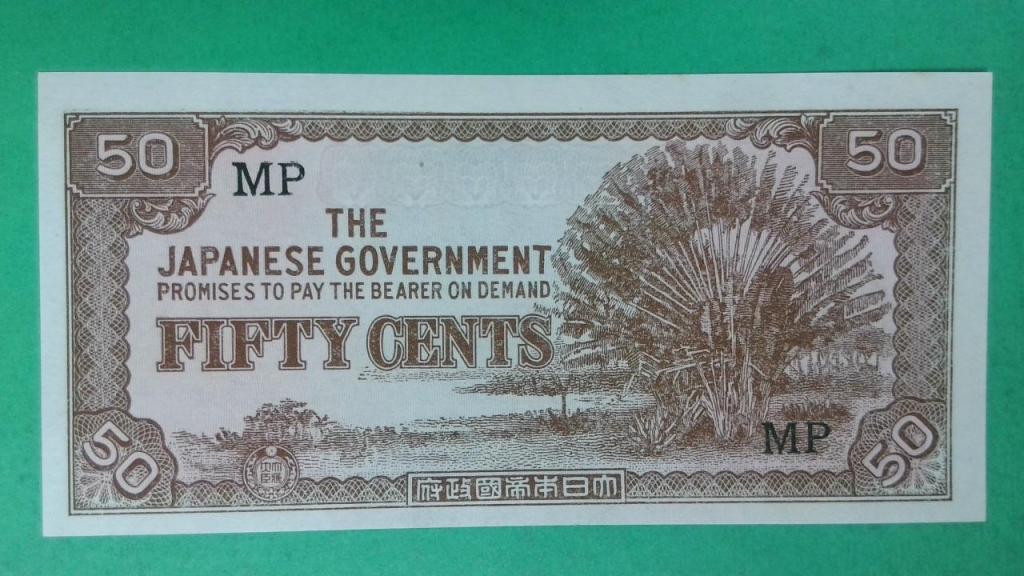 50
50
MP
THE
JAPANESE GOVERNMENT
PROMISES TO PAY THE BEARER ON DEMAND
FIFTY CENTS
MP
50
50
府政國帝本日大